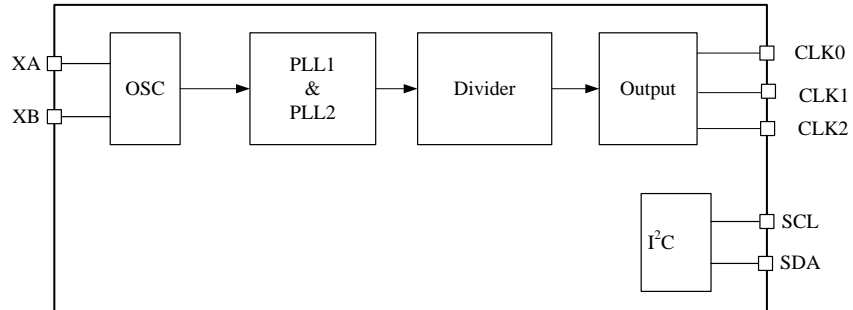 XA
XB
OSC
PLL1
&
PLL2
Divider
Output
CLK0
CLK1
CLK2
I²C
SCL
SDA